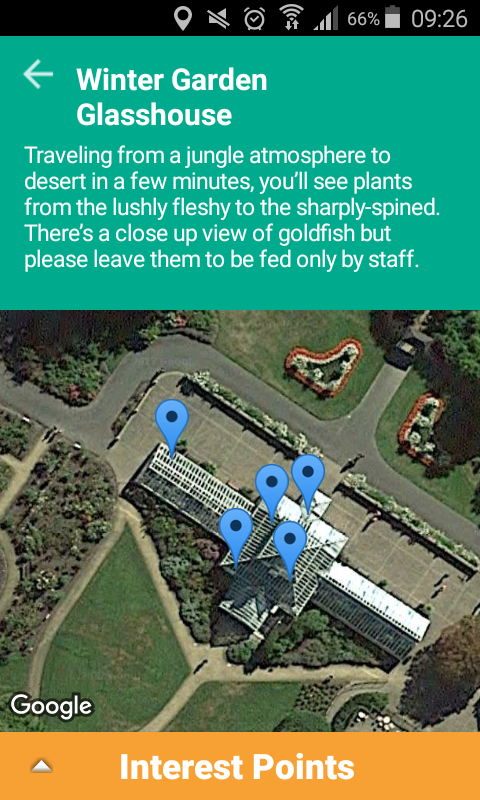 66% 09:26
Winter Garden
Glasshouse
Traveling from a jungle atmosphere to
desert in a few minutes, you'll see plants
from the lushly fleshy to the sharply-spined.
There's a close up view of goldfish but
please leave them to be fed only by staff.
Google
Interest Points